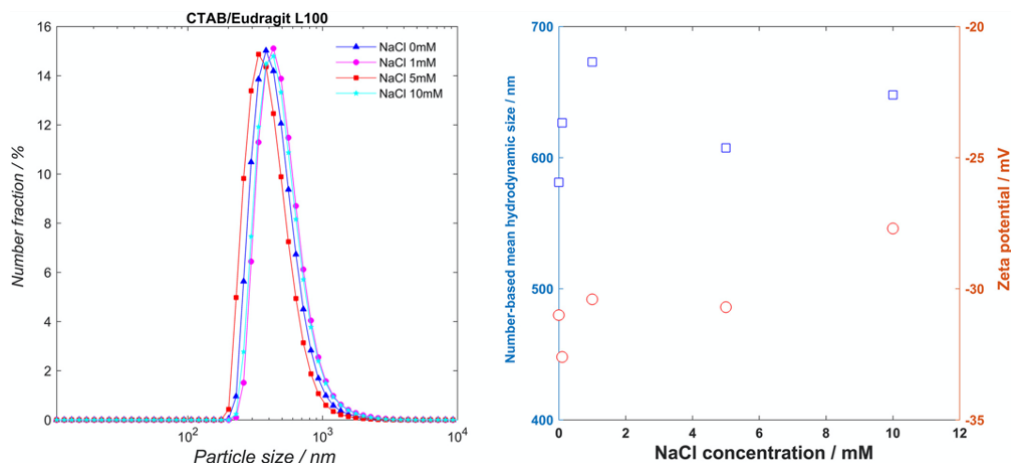 CTAB/Eudragit L100
16
14
12
10
8
6
4
2
0
Number fraction / %
NaCl 0mM
NaCl 1mM
NaCl 5mM
NaCl 10mM
10² 10³ 10⁴
Particle size / nm
700
600
500
400
Number-based mean hydrodynamic size / nm
-20
-25
-30
-35
Zeta potential / mV
0 2 4 6 8 10 12
NaCl concentration / mM